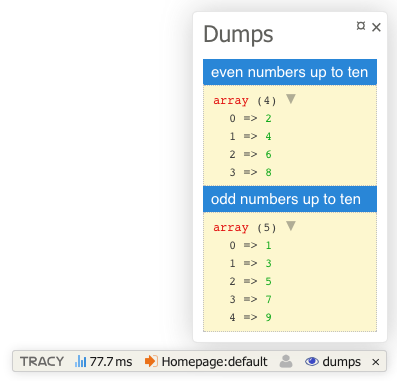 Dumps ¤ ×
even numbers up to ten
array (4) ▼
0 => 2
1 => 4
2 => 6
3 => 8
odd numbers up to ten
array (5) ▼
0 => 1
1 => 3
2 => 5
3 => 7
4 => 9
TRACY 77.7 ms Homepage:default dumps ×